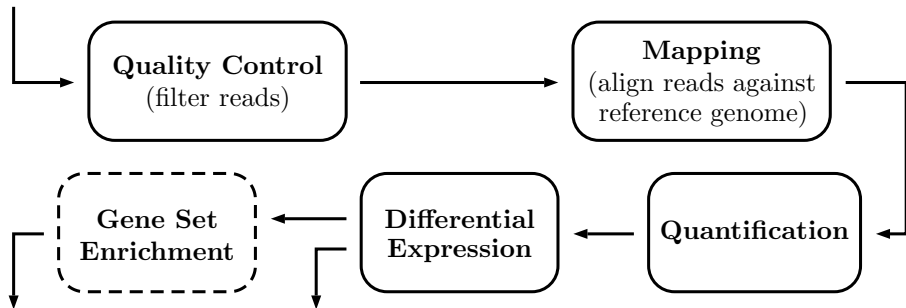 Quality Control
(filter reads)
Mapping
(align reads against
reference genome)
Gene Set
Enrichment
Differential
Expression
Quantification